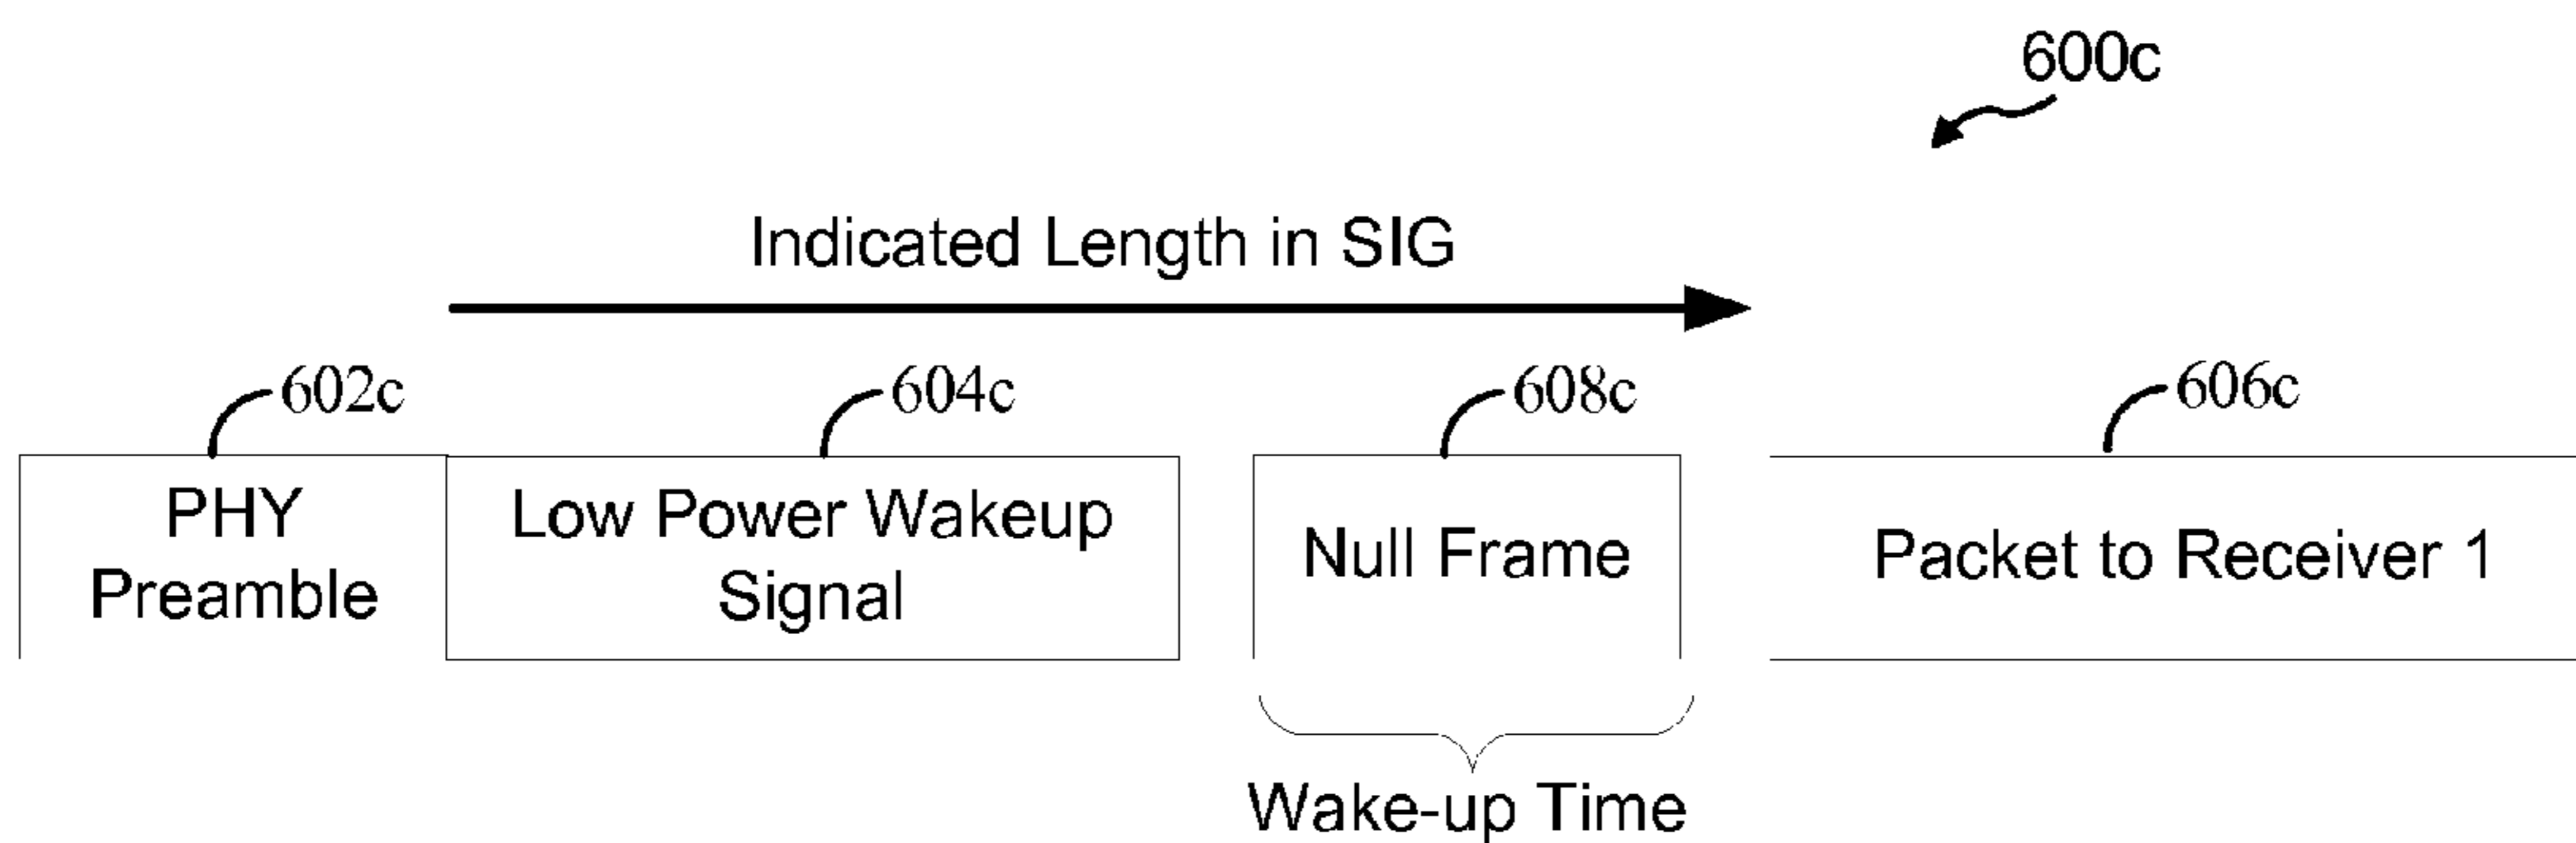 600c
Indicated Length in SIG
602c
604c
608c
606c
PHY
Preamble
Low Power Wakeup
Signal
Null Frame
Packet to Receiver 1
Wake-up Time